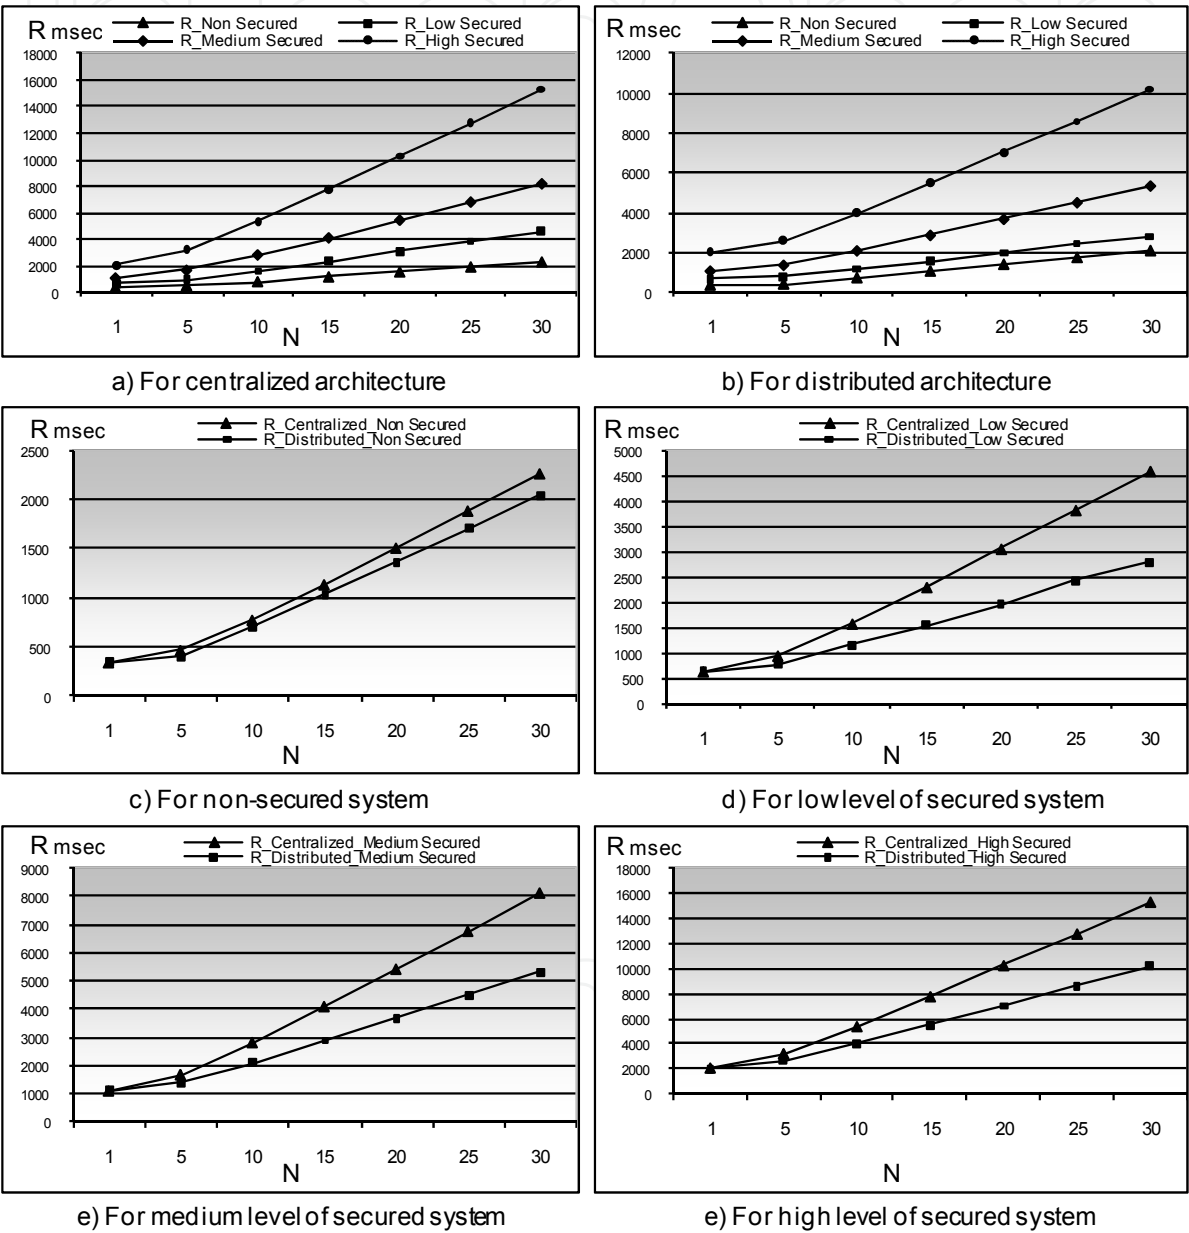 R msec
R_Non Secured R_Low Secured
R_Medium Secured R_High Secured
18000
16000
14000
12000
10000
8000
6000
4000
2000
0
1 5 10 15 20 25 30
N
a) For centralized architecture
R msec
R_Non Secured R_Low Secured
R_Medium Secured R_High Secured
12000
10000
8000
6000
4000
2000
0
1 5 10 15 20 25 30
N
b) For distributed architecture
R msec
R_Centralized_Non Secured
R_Distributed_Non Secured
2500
2000
1500
1000
500
0
1 5 10 15 20 25 30
N
c) For non-secured system
R msec
R_Centralized_Low Secured
R_Distributed_Low Secured
5000
4500
4000
3500
3000
2500
2000
1500
1000
500
0
1 5 10 15 20 25 30
N
d) For low level of secured system
R msec
R_Centralized_Medium Secured
R_Distributed_Medium Secured
9000
8000
7000
6000
5000
4000
3000
2000
1000
0
1 5 10 15 20 25 30
N
e) For medium level of secured system
R msec
R_Centralized_High Secured
R_Distributed_High Secured
18000
16000
14000
12000
10000
8000
6000
4000
2000
0
1 5 10 15 20 25 30
N
e) For high level of secured system